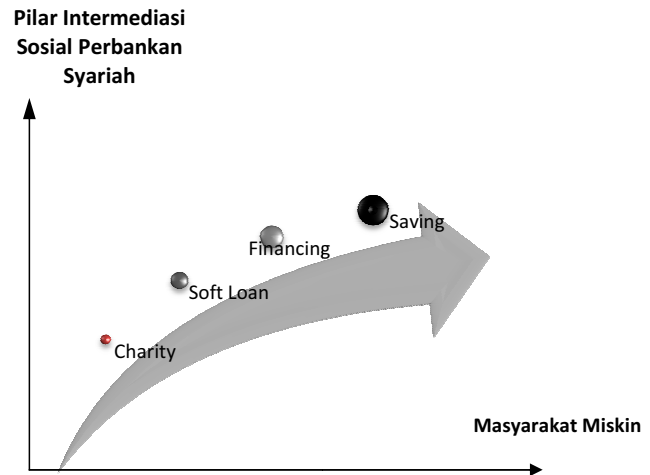 Pilar Intermediasi
Sosial Perbankan
Syariah
Saving
Financing
Soft Loan
Charity
Masyarakat Miskin